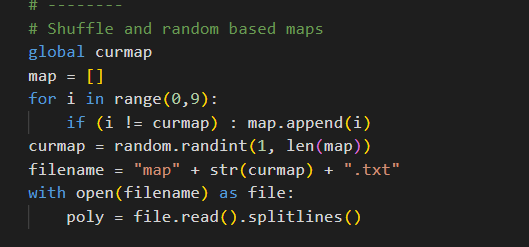 # --------
# Shuffle and random based maps
global curmap
map = []
for i in range(0,9):
    if (i != curmap) : map.append(i)
curmap = random.randint(1, len(map))
filename = "map" + str(curmap) + ".txt"
with open(filename) as file:
    poly = file.read().splitlines()